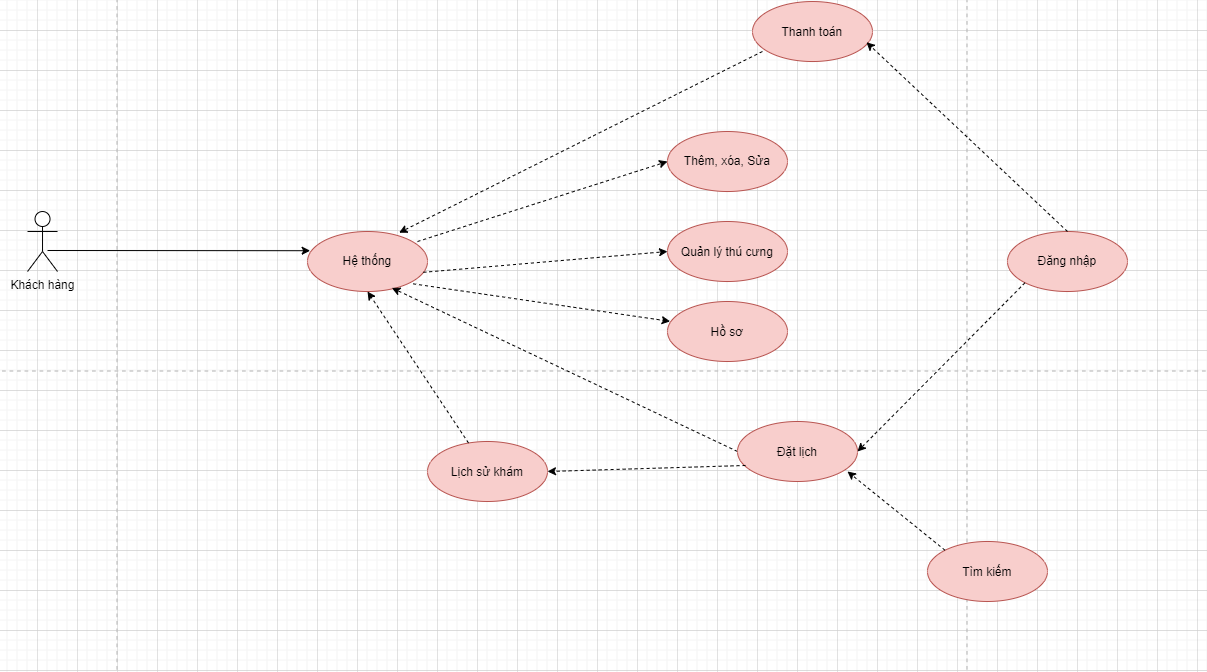 Thanh toán
Thêm, xóa, Sửa
Khách hàng
Hệ thống
Quản lý thú cưng
Đăng nhập
Hồ sơ
Đặt lịch
Lịch sử khám
Tìm kiếm